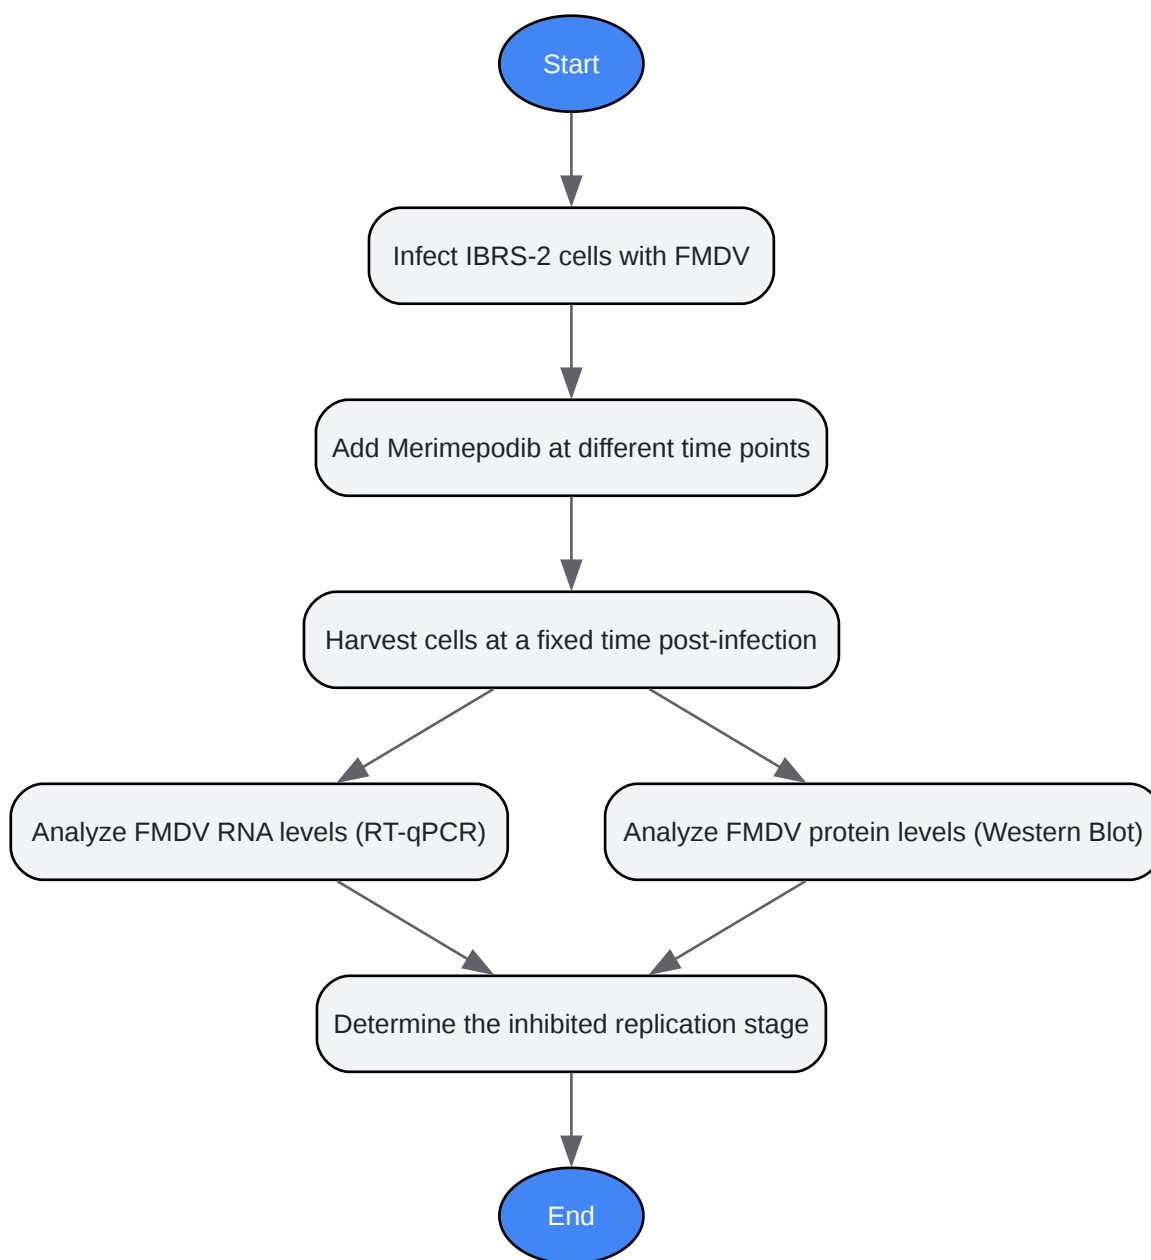 Start
Infect IBRS-2 cells with FMDV
Add Merimepodib at different time points
Harvest cells at a fixed time post-infection
Analyze FMDV RNA levels (RT-qPCR)
Analyze FMDV protein levels (Western Blot)
Determine the inhibited replication stage
End